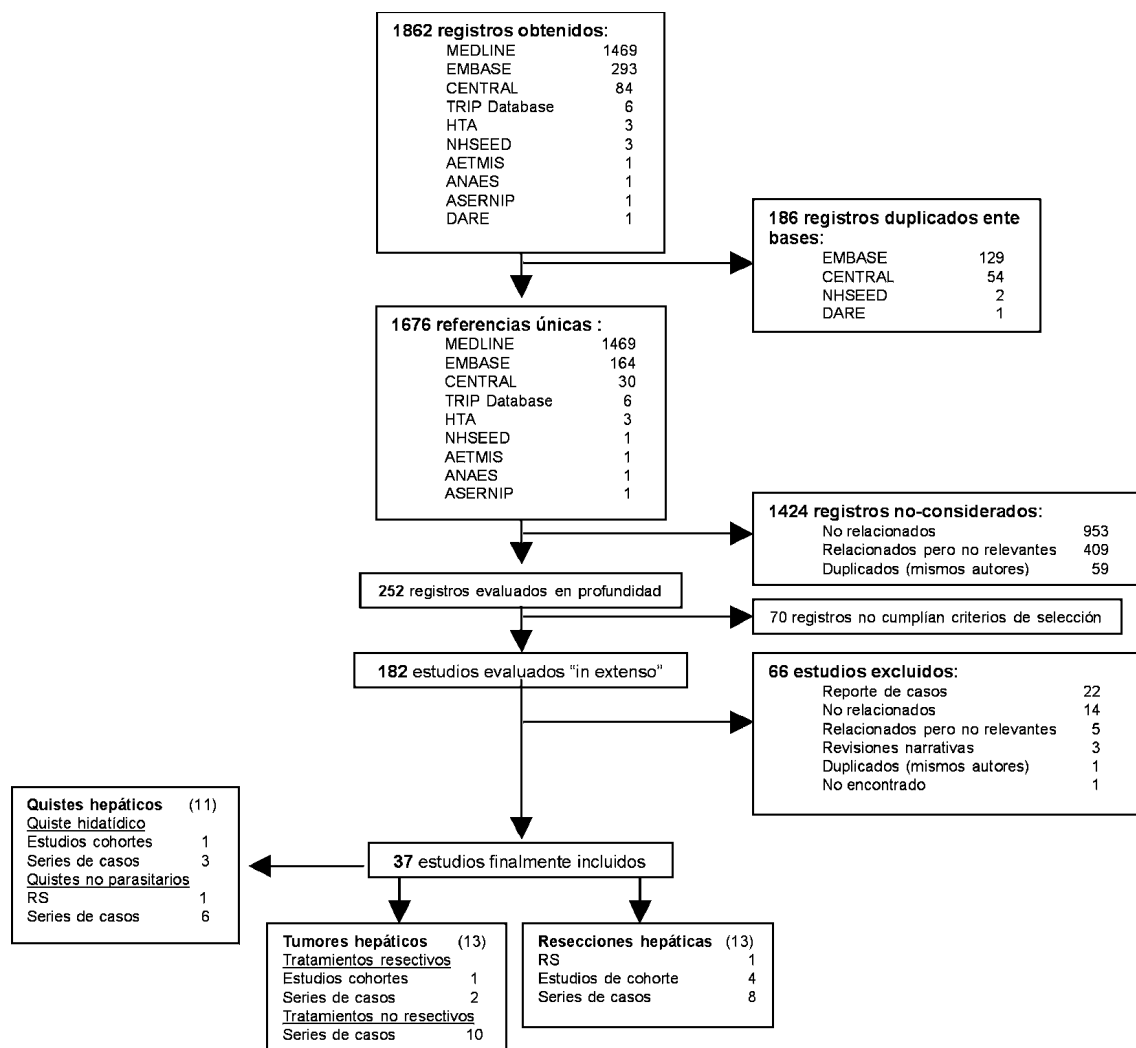 1862 registros obtenidos:
MEDLINE 1469
EMBASE 293
CENTRAL 84
TRIP Database 6
HTA 3
NHSEED 3
AETMIS 1
ANAES 1
ASERNIP 1
DARE 1
186 registros duplicados ente
bases:
EMBASE 129
CENTRAL 54
NHSEED 2
DARE 1
1676 referencias únicas :
MEDLINE 1469
EMBASE 164
CENTRAL 30
TRIP Database 6
HTA 3
NHSEED 1
AETMIS 1
ANAES 1
ASERNIP 1
1424 registros no-considerados:
No relacionados 953
Relacionados pero no relevantes 409
Duplicados (mismos autores) 59
252 registros evaluados en profundidad
70 registros no cumplían criterios de selección
182 estudios evaluados "in extenso"
66 estudios excluidos:
Reporte de casos 22
No relacionados 14
Relacionados pero no relevantes 5
Revisiones narrativas 3
Duplicados (mismos autores) 1
No encontrado 1
Quistes hepáticos (11)
Quiste hidatídico
Estudios cohortes 1
Series de casos 3
Quistes no parasitarios
RS 1
Series de casos 6
37 estudios finalmente incluidos
Tumores hepáticos (13)
Tratamientos resectivos
Estudios cohortes 1
Series de casos 2
Tratamientos no resectivos
Series de casos 10
Resecciones hepáticas (13)
RS 1
Estudios de cohorte 4
Series de casos 8